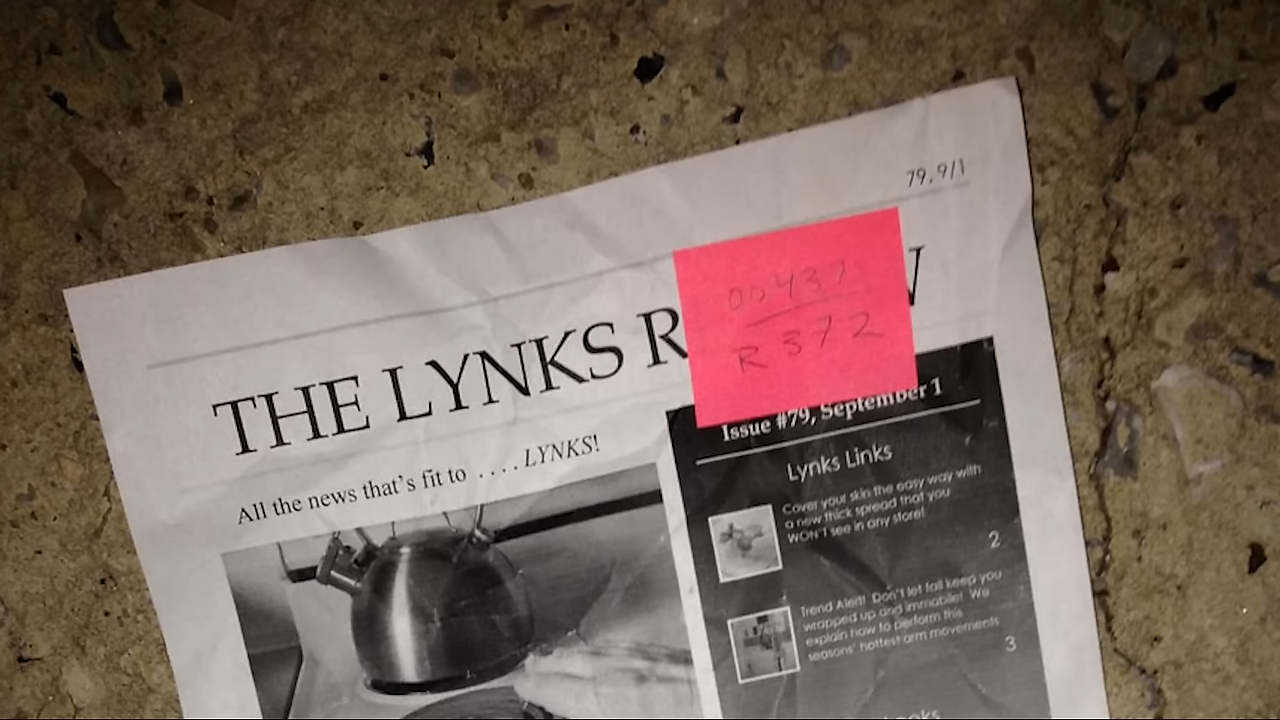 79.9/1
THE LYNKS R W
00437
R372
All the news that's fit to ....LYNKS!
Issue #79, September 1
Lynks Links
Cover your skin the easy way with
a new thick spread that you
WON'T see in any store!
2
Trend Alert! Don't let fall keep you
wrapped up and immobile! We
explain how to perform this
seasons' hottest arm movements
3